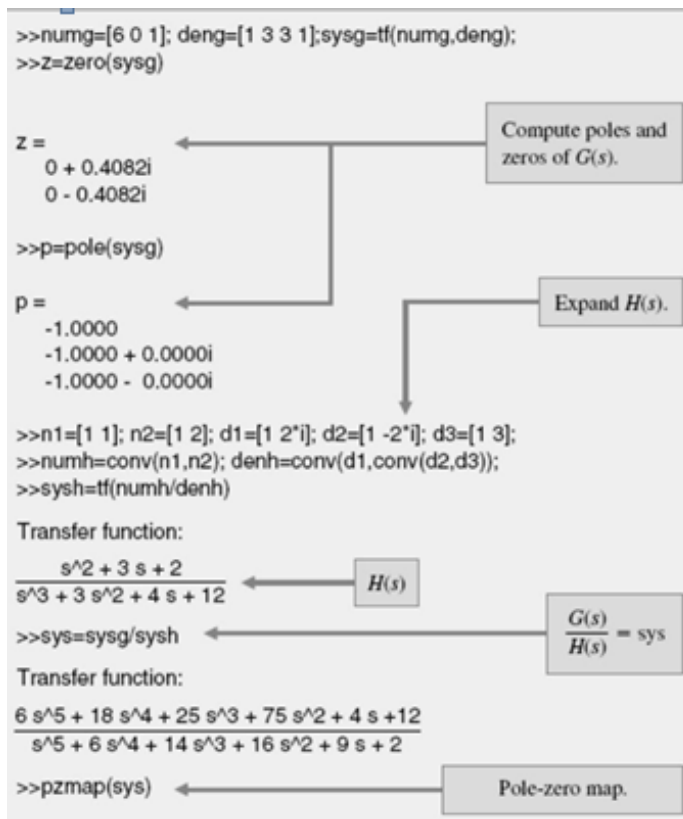 >>numg=[6 0 1]; deng=[1 3 3 1];sysg=tf(numg,deng);
>>z=zero(sysg)
Compute poles and
zeros of G(s).
z =
0 + 0.4082i
0 - 0.4082i
>>p=pole(sysg)
Expand H(s).
p =
-1.0000
-1.0000 + 0.0000i
-1.0000 - 0.0000i
>>n1=[1 1]; n2=[1 2]; d1=[1 2*i]; d2=[1 -2*i]; d3=[1 3];
>>numh=conv(n1,n2); denh=conv(d1,conv(d2,d3));
>>sysh=tf(numh/denh)
Transfer function:
s^2 + 3 s + 2
s^3 + 3 s^2 + 4 s + 12
H(s)
>>sys=sysg/sysh
G(s)
H(s)
= sys
Transfer function:
6 s^5 + 18 s^4 + 25 s^3 + 75 s^2 + 4 s +12
s^5 + 6 s^4 + 14 s^3 + 16 s^2 + 9 s + 2
>>pzmap(sys)
Pole-zero map.